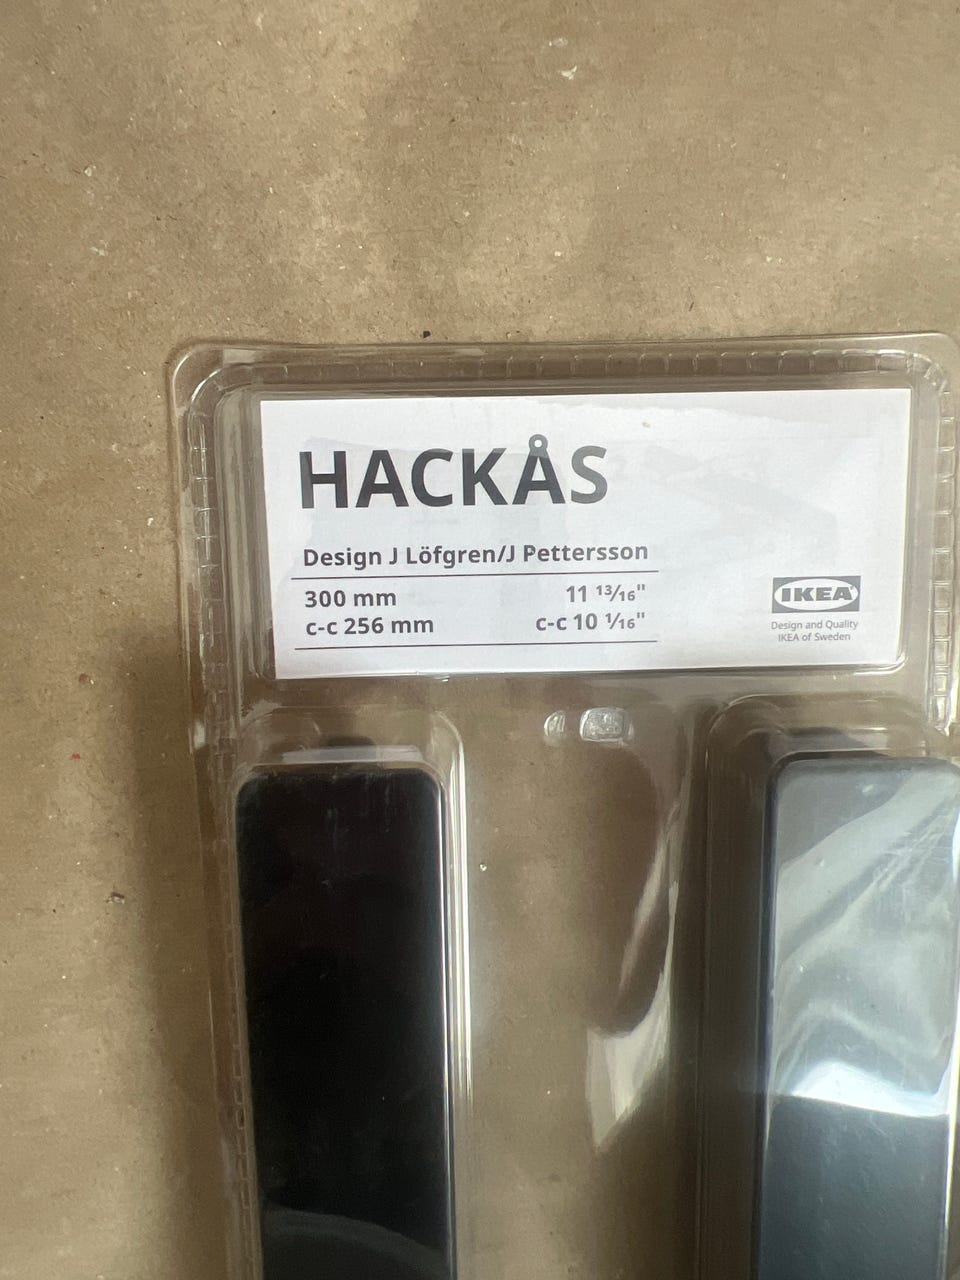 HACKÅS
Design J Löfgren/J Pettersson
300 mm 11 13/16"
c-c 256 mm c-c 10 1/16"
IKEA
Design and Quality
IKEA of Sweden